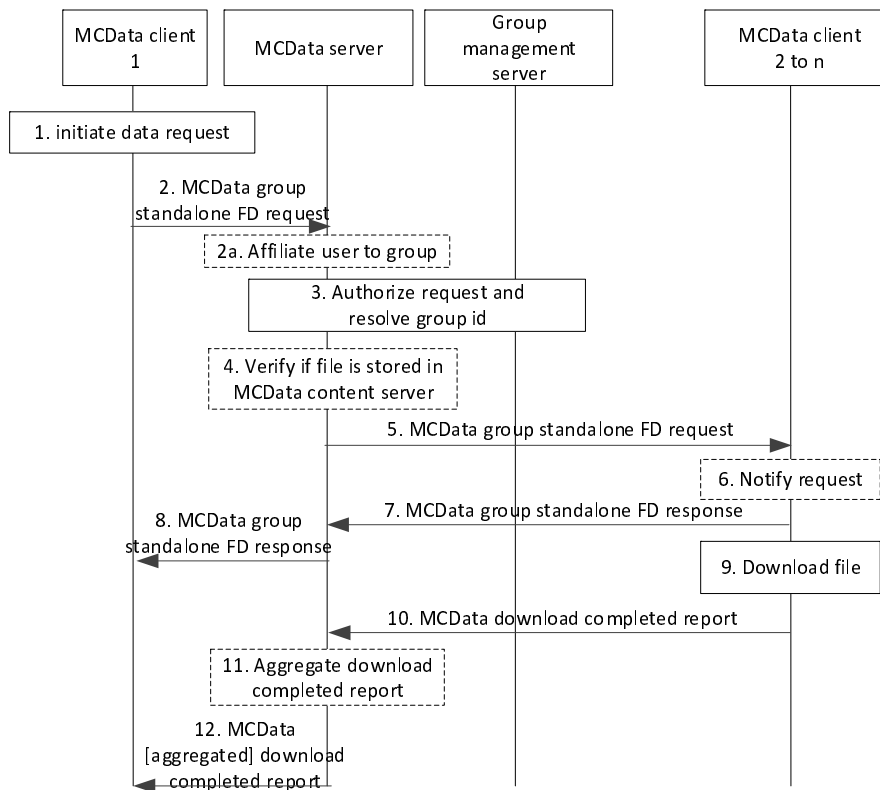 MCData client
1
MCData server
Group
management
server
MCData client
2 to n
1. initiate data request
2. MCData group
standalone FD request
2a. Affiliate user to group
3. Authorize request and
resolve group id
4. Verify if file is stored in
MCData content server
5. MCData group standalone FD request
6. Notify request
7. MCData group standalone FD response
8. MCData group
standalone FD response
9. Download file
10. MCData download completed report
11. Aggregate download
completed report
12. MCData
[aggregated] download
completed report